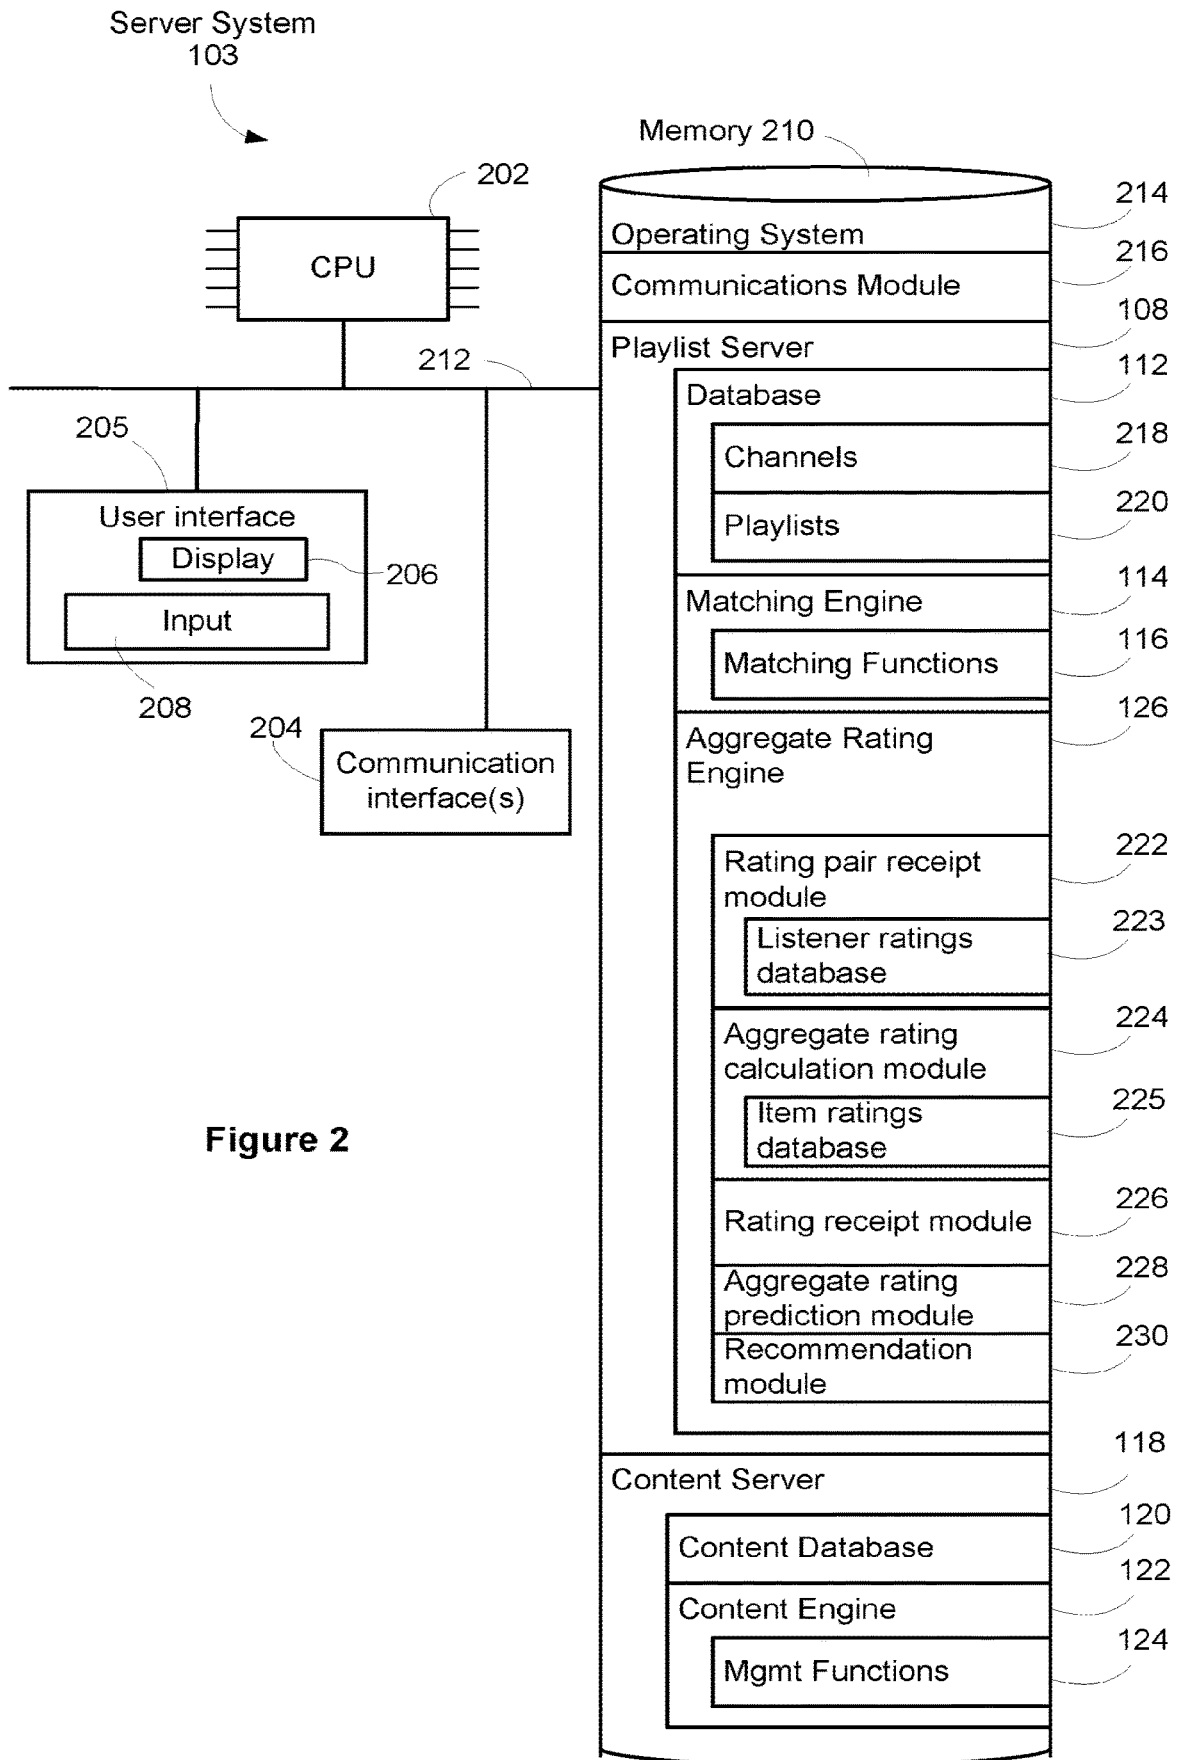 Server System
103
Memory 210
202
CPU
212
205
User interface
Display
206
Input
208
204
Communication
interface(s)
214
Operating System
216
Communications Module
108
Playlist Server
112
Database
218
Channels
220
Playlists
114
Matching Engine
116
Matching Functions
126
Aggregate Rating
Engine
222
Rating pair receipt
module
223
Listener ratings
database
224
Aggregate rating
calculation module
225
Item ratings
database
226
Rating receipt module
228
Aggregate rating
prediction module
230
Recommendation
module
118
Content Server
120
Content Database
122
Content Engine
124
Mgmt Functions
Figure 2